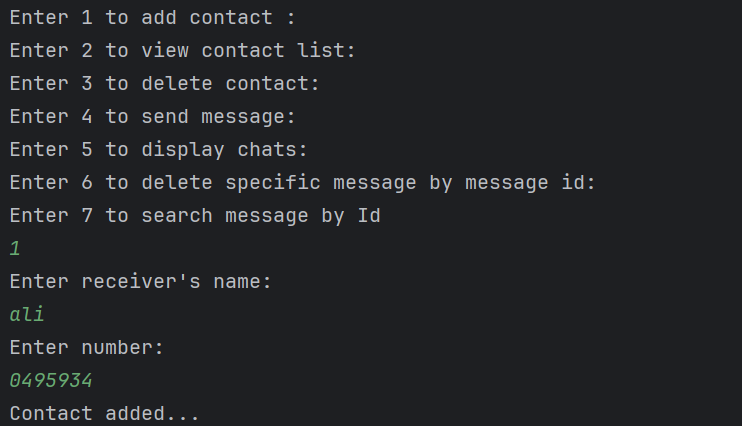 Enter 1 to add contact :
Enter 2 to view contact list:
Enter 3 to delete contact:
Enter 4 to send message:
Enter 5 to display chats:
Enter 6 to delete specific message by message id:
Enter 7 to search message by Id
1
Enter receiver's name:
ali
Enter number:
0495934
Contact added...